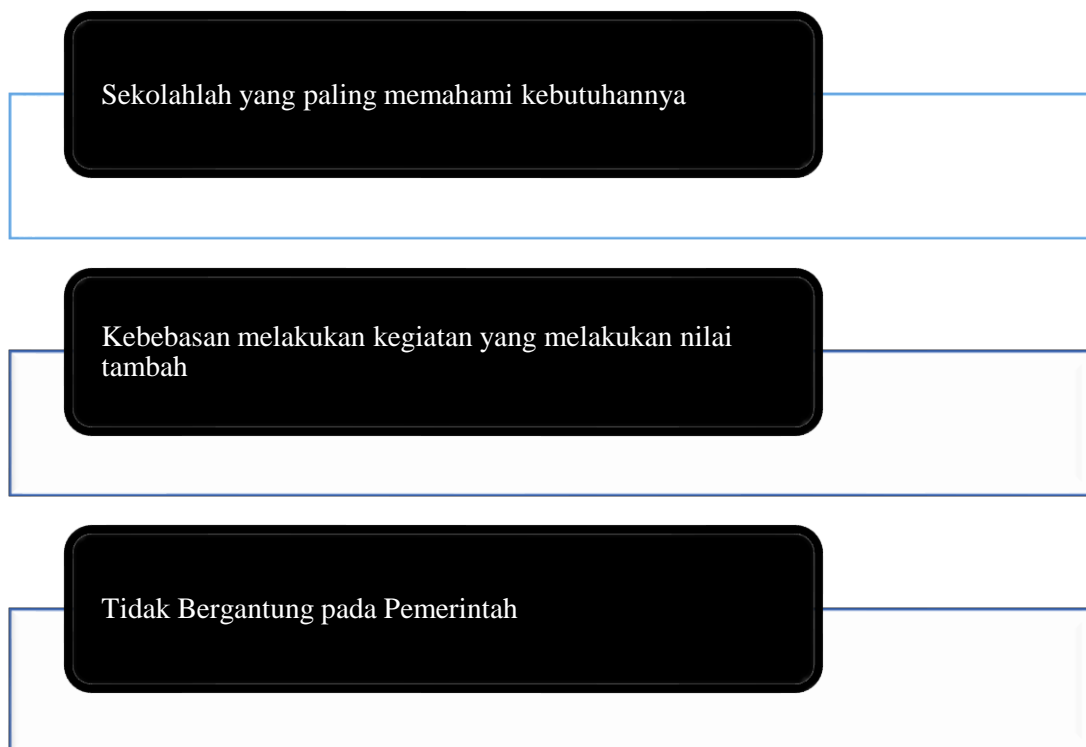 Sekolahlah yang paling memahami kebutuhannya
Kebebasan melakukan kegiatan yang melakukan nilai
tambah
Tidak Bergantung pada Pemerintah